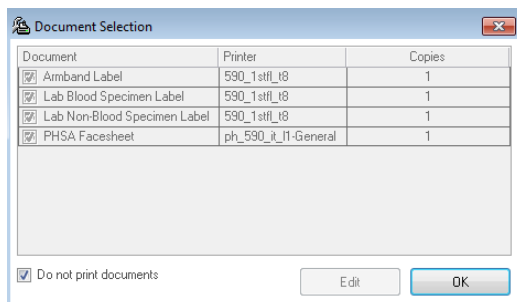 Document Selection
Document Printer Copies
Armband Label 590_1stfl_t8 1
Lab Blood Specimen Label 590_1stfl_t8 1
Lab Non-Blood Specimen Label 590_1stfl_t8 1
PHSA Facesheet ph_590_it_l1-General 1
Do not print documents
Edit OK